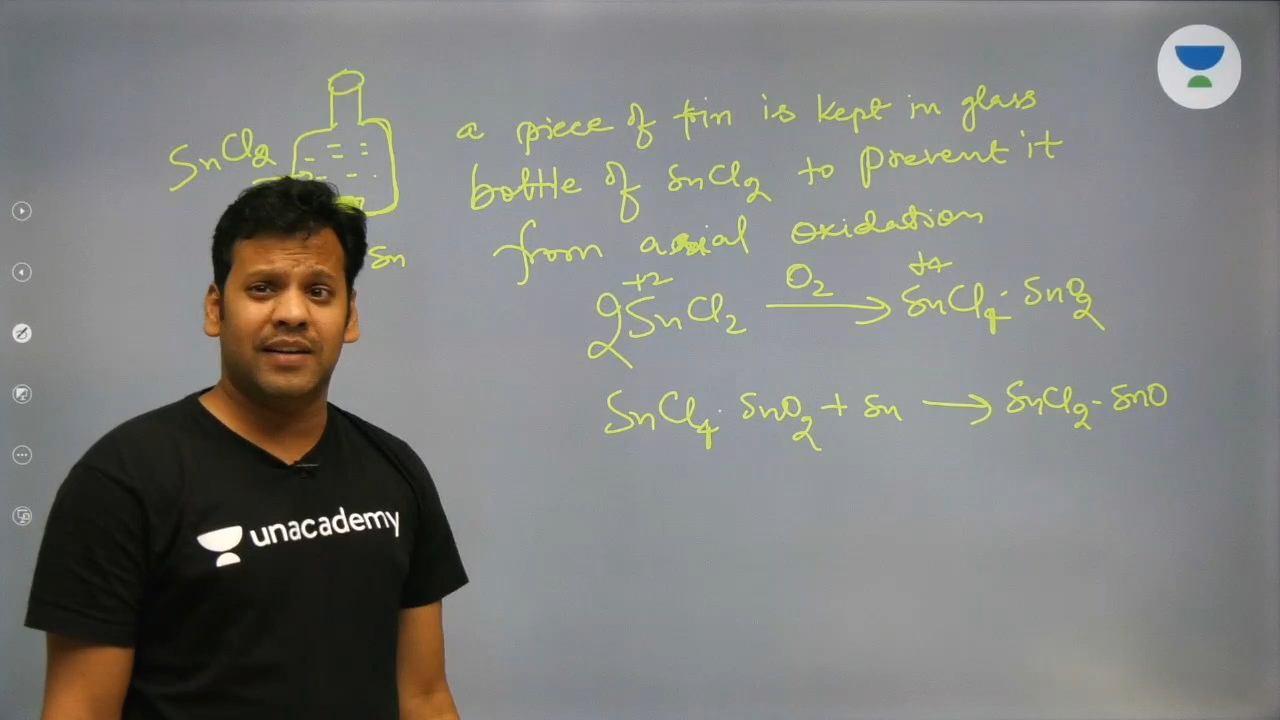 SnCl2
Sn
a piece of tin is kept in glass
bottle of SnCl2 to prevent it
from aerial oxidation
+2 O2 +4
2SnCl2 ⟶ SnCl4·SnO2
SnCl4·SnO2 + Sn ⟶ SnCl2-SnO
unacademy